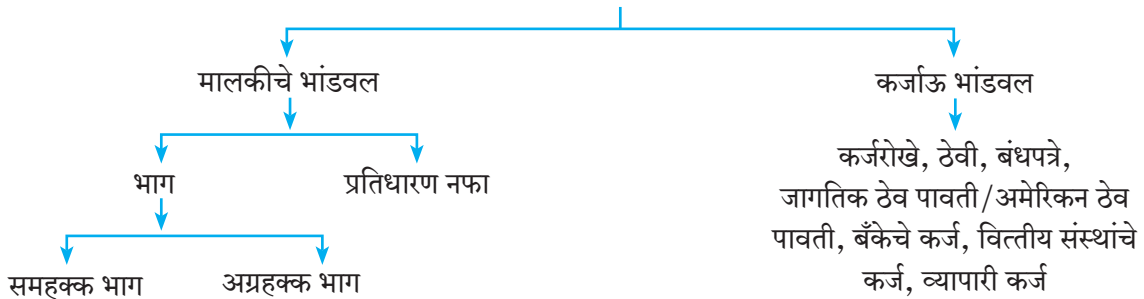 मालकीचे भांडवल
कर्जाऊ भांडवल
भाग
प्रतिधारण नफा
समहक्क भाग
अग्रहक्क भाग
कर्जरोखे, ठेवी, बंधपत्रे,
जागतिक ठेव पावती/अमेरिकन ठेव
पावती, बँकेचे कर्ज, वित्तीय संस्थांचे
कर्ज, व्यापारी कर्ज